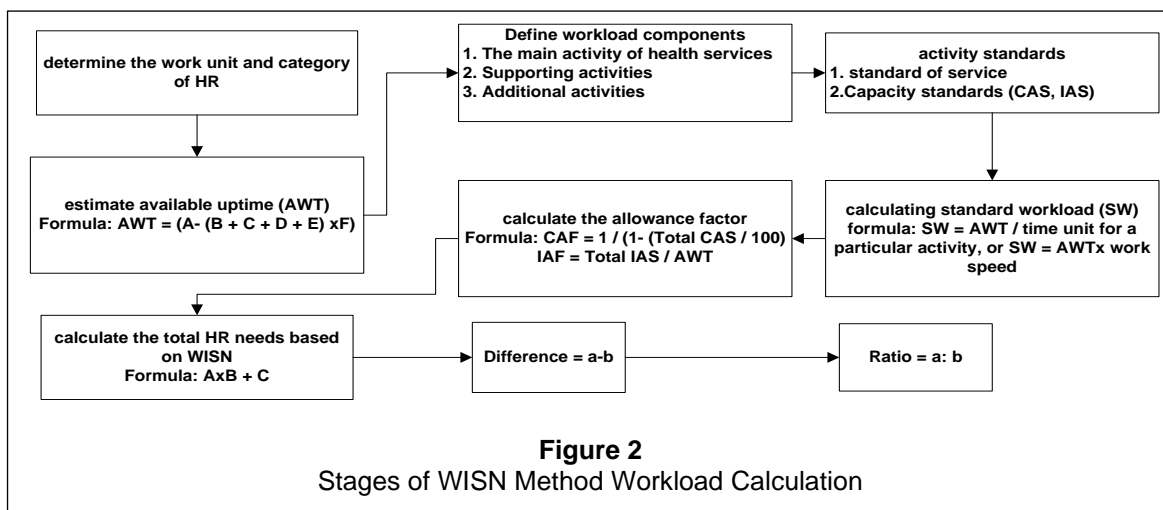 determine the work unit and category
of HR
estimate available uptime (AWT)
Formula: AWT = (A- (B + C + D + E) xF)
Define workload components
1. The main activity of health services
2. Supporting activities
3. Additional activities
activity standards
1. standard of service
2.Capacity standards (CAS, IAS)
calculating standard workload (SW)
formula: SW = AWT / time unit for a
particular activity, or SW = AWTx work
speed
calculate the allowance factor
Formula: CAF = 1 / (1- (Total CAS / 100)
IAF = Total IAS / AWT
calculate the total HR needs based
on WISN
Formula: AxB + C
Difference = a-b
Ratio = a: b
Figure 2
Stages of WISN Method Workload Calculation